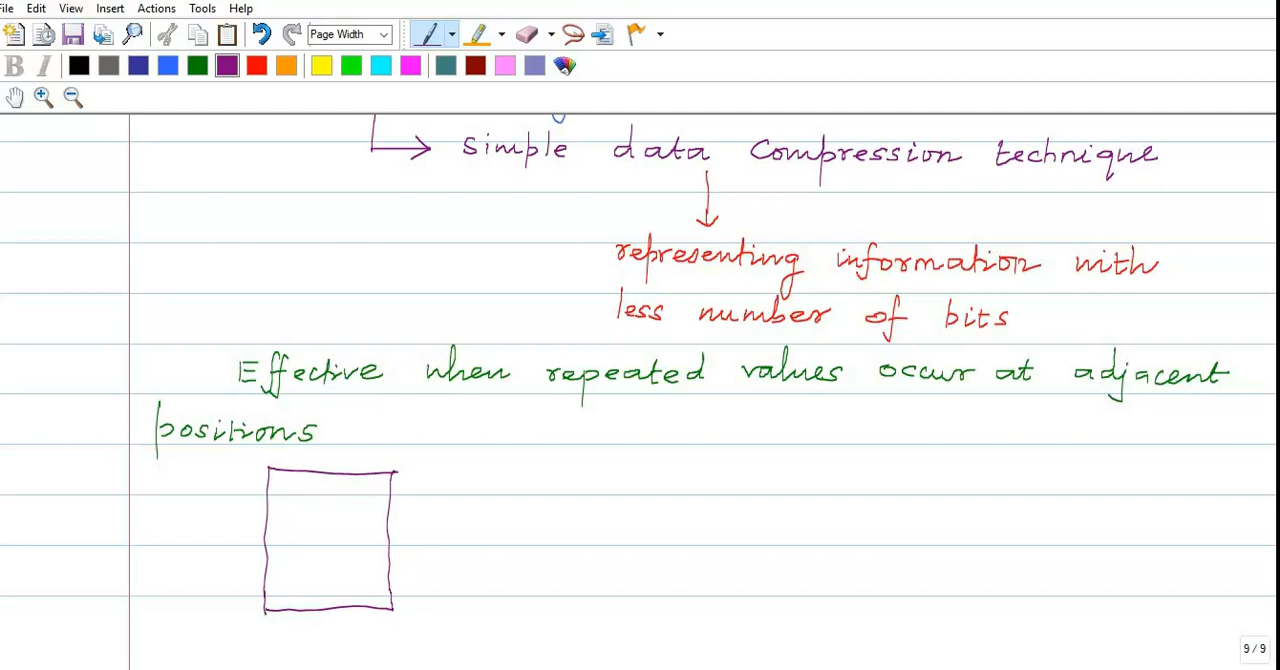 File Edit View Insert Actions Tools Help
Page Width
B I
Simple data Compression technique
representing information with
less number of bits
Effective when repeated values occur at adjacent
positions
9 / 9